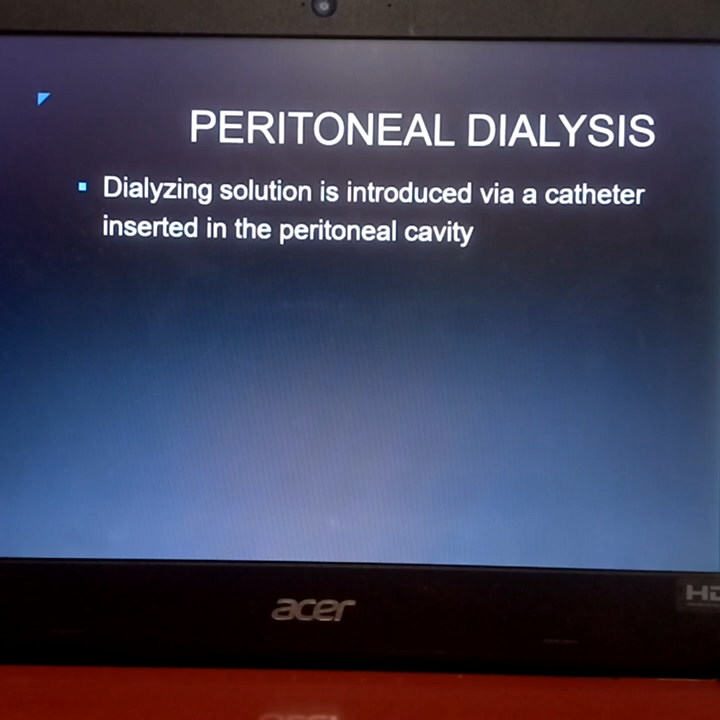 PERITONEAL DIALYSIS
Dialyzing solution is introduced via a catheter
inserted in the peritoneal cavity
acer